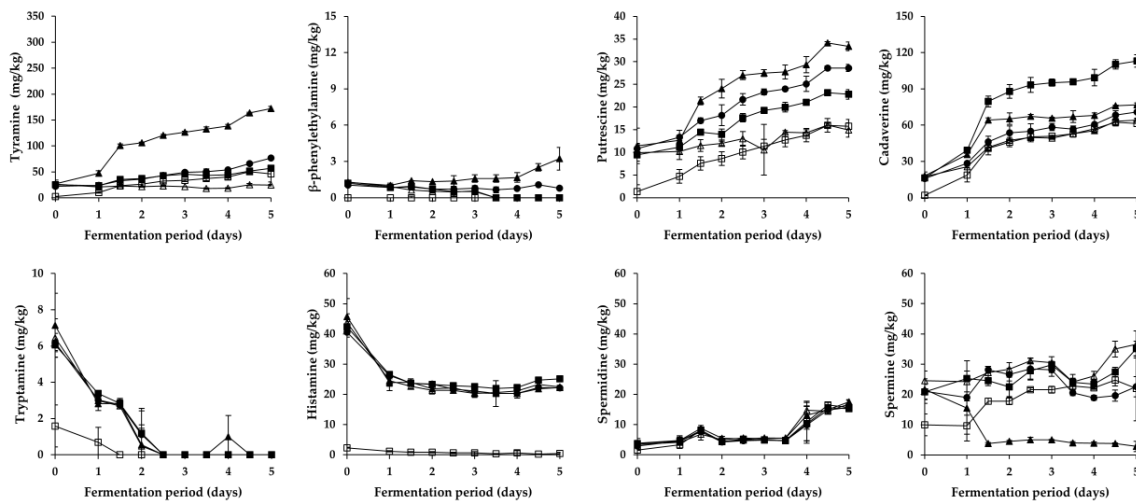 Tyramine (mg/kg)
350
300
250
200
150
100
50
0
0 1 2 3 4 5
Fermentation period (days)
β-phenylethylamine (mg/kg)
15
12
9
6
3
0
0 1 2 3 4 5
Fermentation period (days)
Putrescine (mg/kg)
40
35
30
25
20
15
10
5
0
0 1 2 3 4 5
Fermentation period (days)
Cadaverine (mg/kg)
150
120
90
60
30
0
0 1 2 3 4 5
Fermentation period (days)
Tryptamine (mg/kg)
10
8
6
4
2
0
0 1 2 3 4 5
Fermentation period (days)
Histamine (mg/kg)
60
50
40
30
20
10
0
0 1 2 3 4 5
Fermentation period (days)
Spermidine (mg/kg)
60
50
40
30
20
10
0
0 1 2 3 4 5
Fermentation period (days)
Spermine (mg/kg)
60
50
40
30
20
10
0
0 1 2 3 4 5
Fermentation period (days)